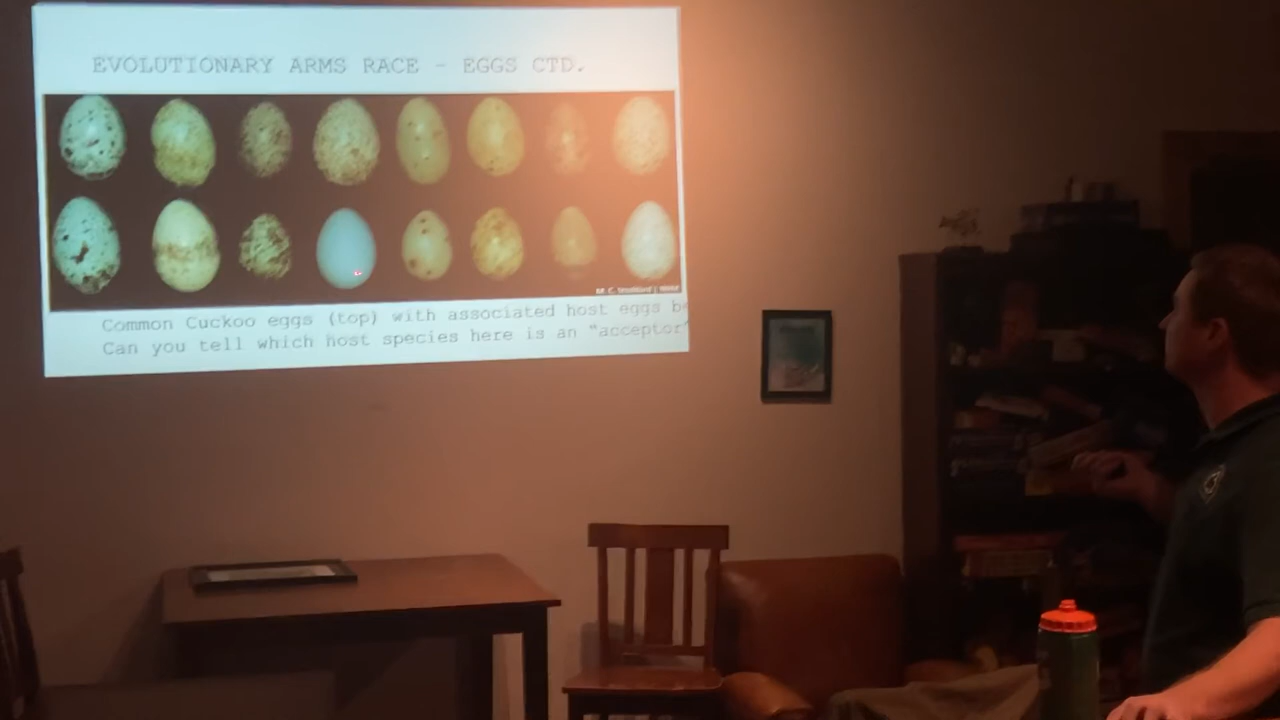 EVOLUTIONARY ARMS RACE - EGGS CTD.
Common Cuckoo eggs (top) with associated host eggs
Can you tell which host species here is an "acceptor"